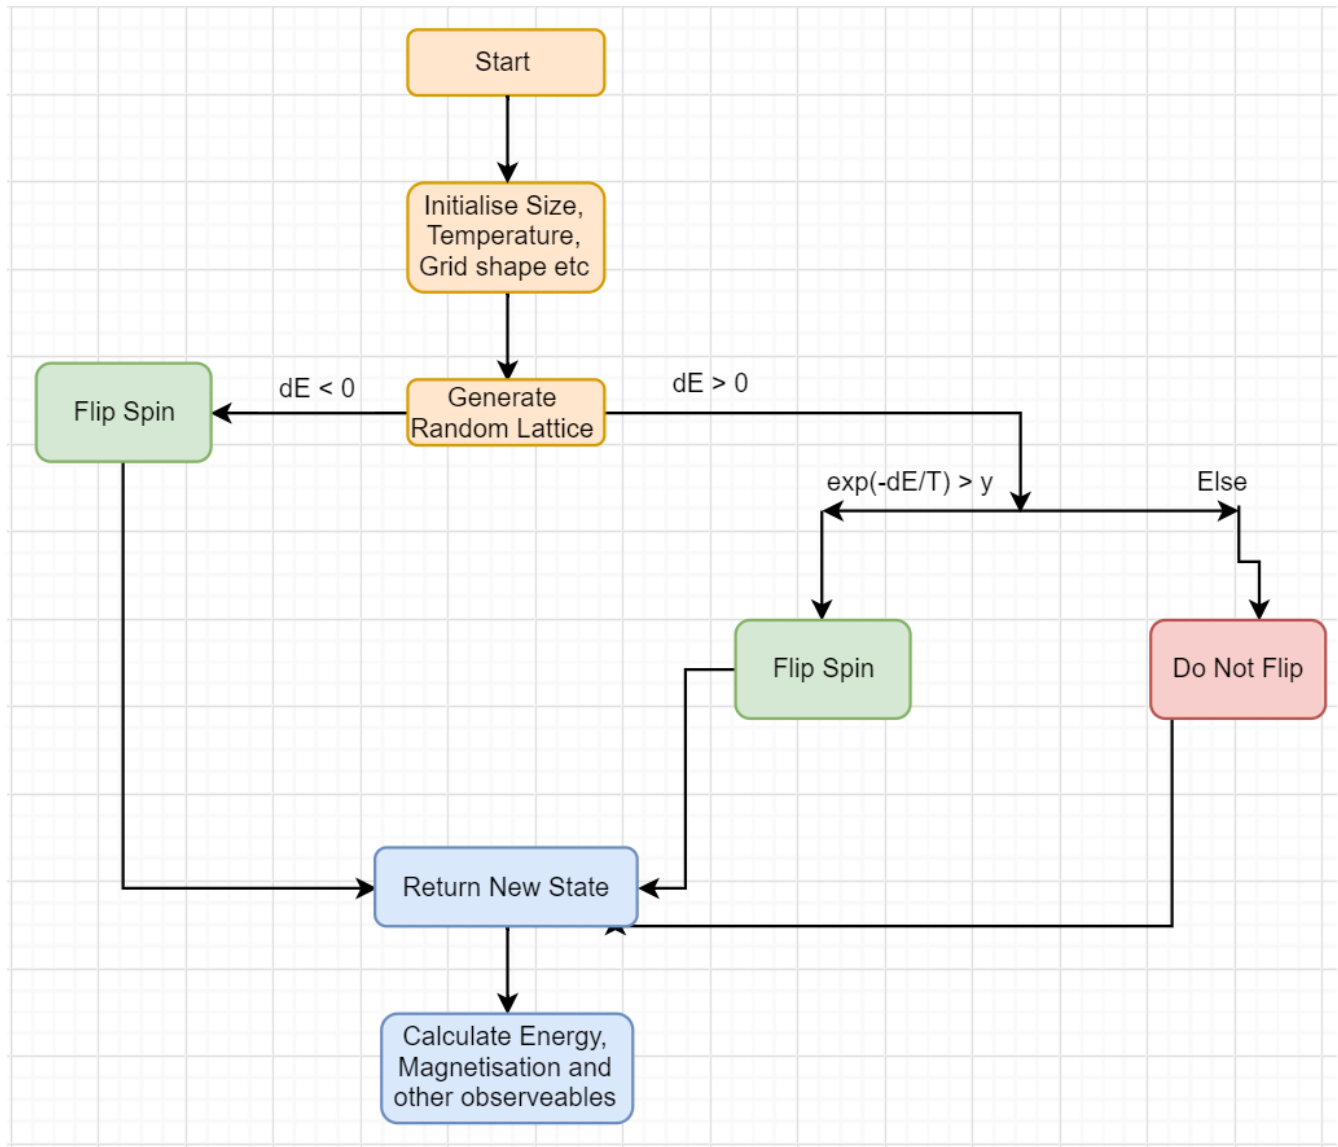 Start
Initialise Size,
Temperature,
Grid shape etc
dE < 0
dE > 0
Flip Spin
Generate
Random Lattice
exp(-dE/T) > y
Else
Flip Spin
Do Not Flip
Return New State
Calculate Energy,
Magnetisation and
other observeables